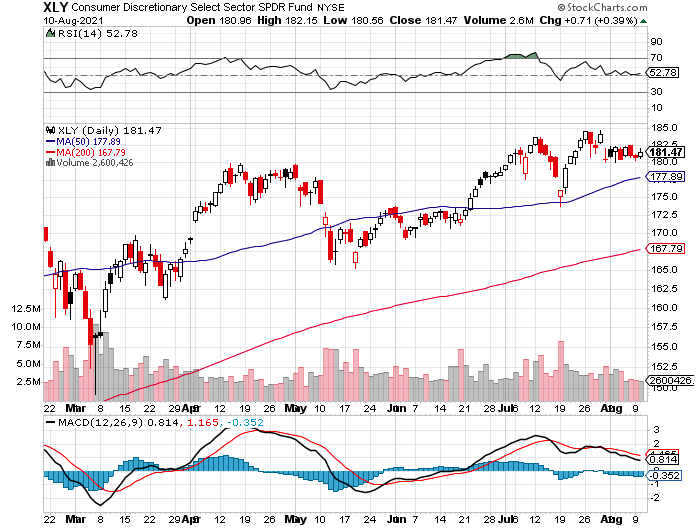 XLY Consumer Discretionary Select Sector SPDR Fund NYSE © StockCharts.com
10-Aug-2021 Open 180.96 High 182.15 Low 180.56 Close 181.47 Volume 2.6M Chg +0.71 (+0.39%)
RSI(14) 52.78
90
70
52.78
30
10
XLY (Daily) 181.47
MA(50) 177.89
MA(200) 167.79
Volume 2,600,426
185.0
181.47
180.0
177.89
175.0
172.5
170.0
167.79
165.0
162.5
160.0
157.5
155.0
152.5
150.0
2600426
12.5M
10.0M
7.5M
5.0M
2.5M
22 Mar 8 15 22 29 Apr 12 19 26 May 10 17 24 Jun 7 14 21 28 Jul 6 12 19 26 Aug 9
MACD(12,26,9) 0.814, 1.165, -0.352
3
2
1.165
0.814
-0.352
-1
-2
22 Mar 8 15 22 29 Apr 12 19 26 May 10 17 24 Jun 7 14 21 28 Jul 6 12 19 26 Aug 9